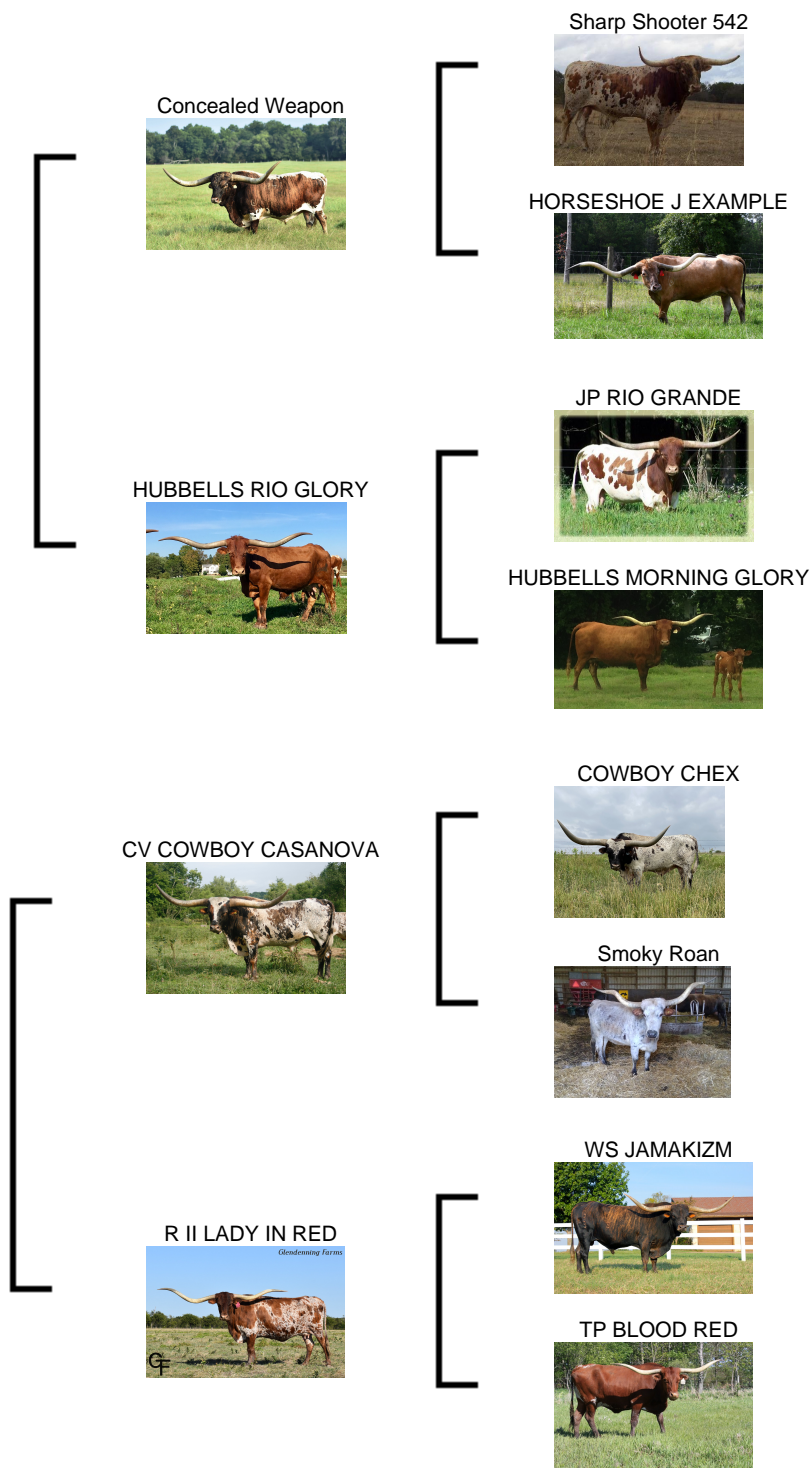 Sharp Shooter 542
Concealed Weapon
HORSESHOE J EXAMPLE
JP RIO GRANDE
HUBBELLS RIO GLORY
HUBBELLS MORNING GLORY
COWBOY CHEX
CV COWBOY CASANOVA
Smoky Roan
WS JAMAKIZM
R II LADY IN RED
Glendenning Farms
GF
TP BLOOD RED